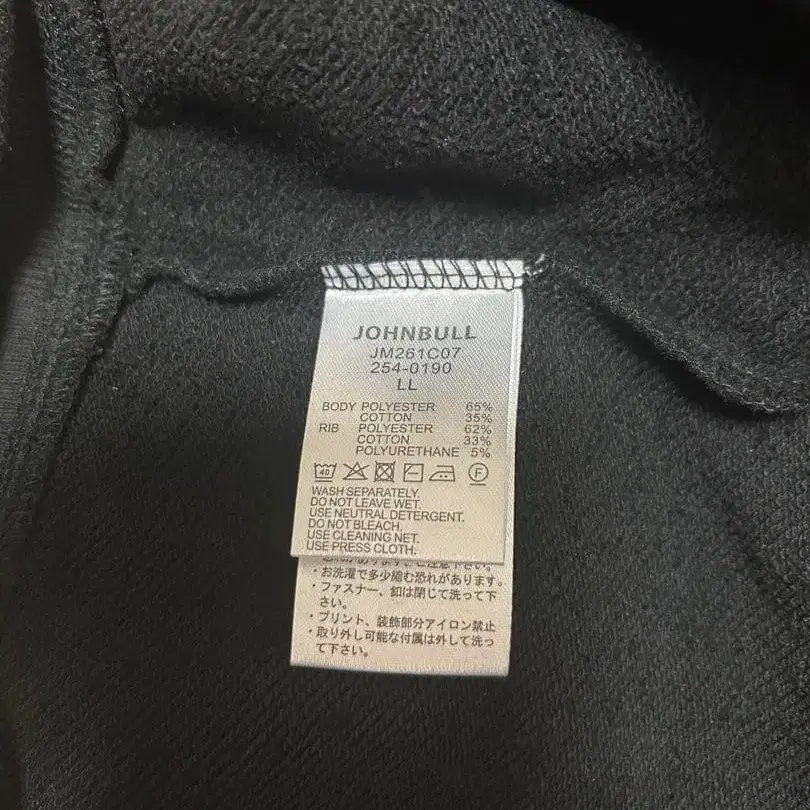 JOHNBULL
JM261C07
254-0190
LL
BODY POLYESTER 65%
COTTON 35%
RIB POLYESTER 62%
COTTON 33%
POLYURETHANE 5%
40 F
WASH SEPARATELY.
DO NOT LEAVE WET.
USE NEUTRAL DETERGENT.
DO NOT BLEACH.
USE CLEANING NET.
USE PRESS CLOTH.
・お洗濯で多少縮む恐れがあります。
・ファスナー、釦は閉じて洗って下
さい。
・プリント、装飾部分アイロン禁止
・取り外し可能な付属は外して洗っ
て下さい。